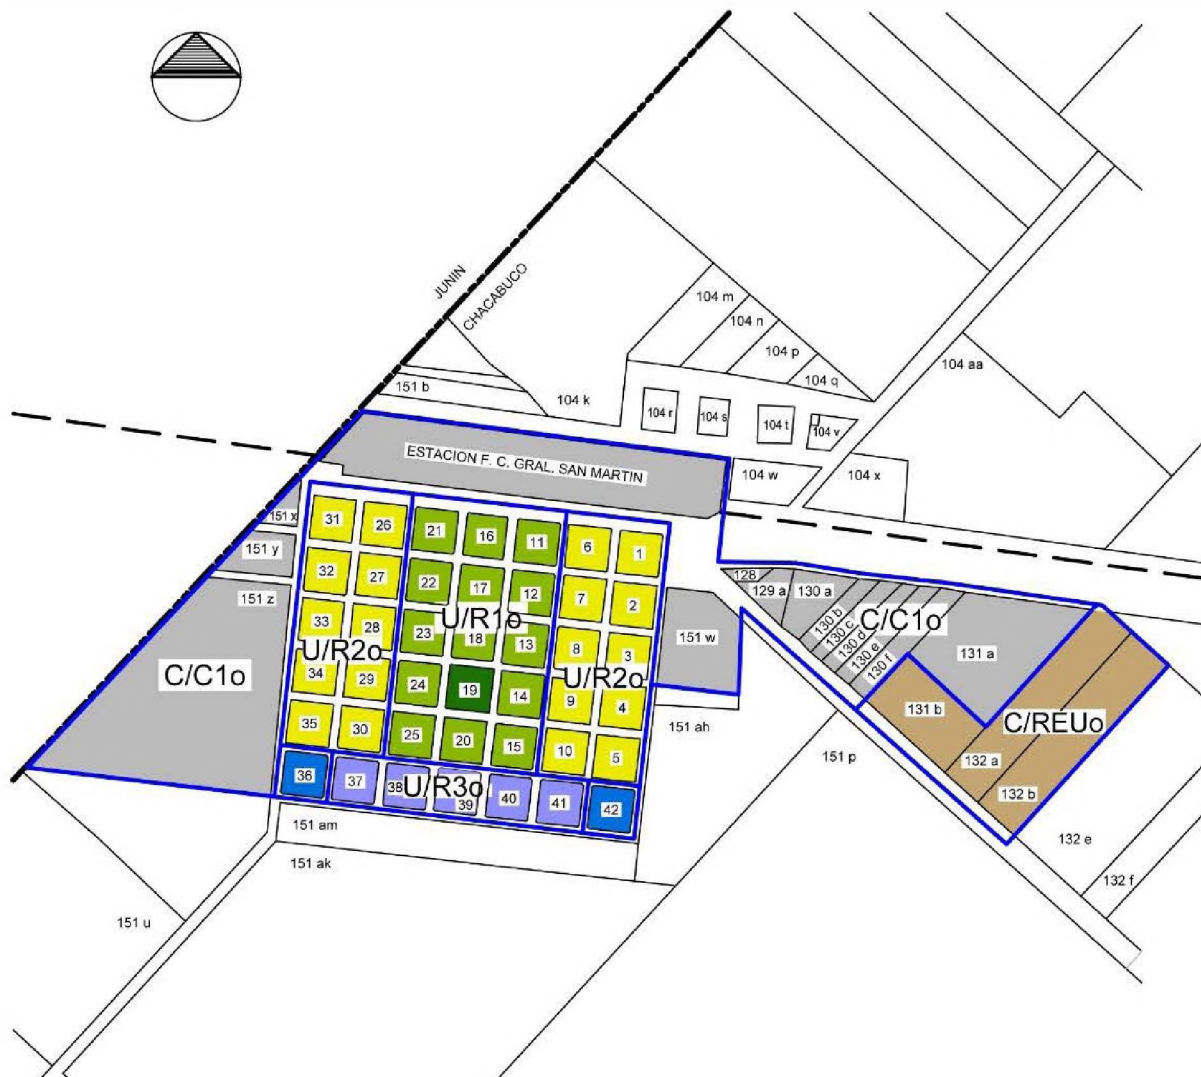 JUNIN
CHACABUCO
104 m
104 n
104 p
104 q
104 aa
151 b
104 k
104 r
104 s
104 t
104 v
104 w
104 x
ESTACION F. C. GRAL. SAN MARTIN
151 x
151 y
151 z
31
26
21
16
11
6
1
32
27
22
17
12
7
2
33
28
23
18
13
8
3
34
29
24
19
14
9
4
35
30
25
20
15
10
5
36
37
38
39
40
41
42
U/R1o
U/R2o
U/R2o
U/R3o
C/C1o
151 w
128
129 a
130 a
130 b
130 c
130 d
130 e
130 f
C/C1o
131 a
131 b
C/REUo
132 a
132 b
151 ah
151 p
151 am
151 ak
151 u
132 e
132 f